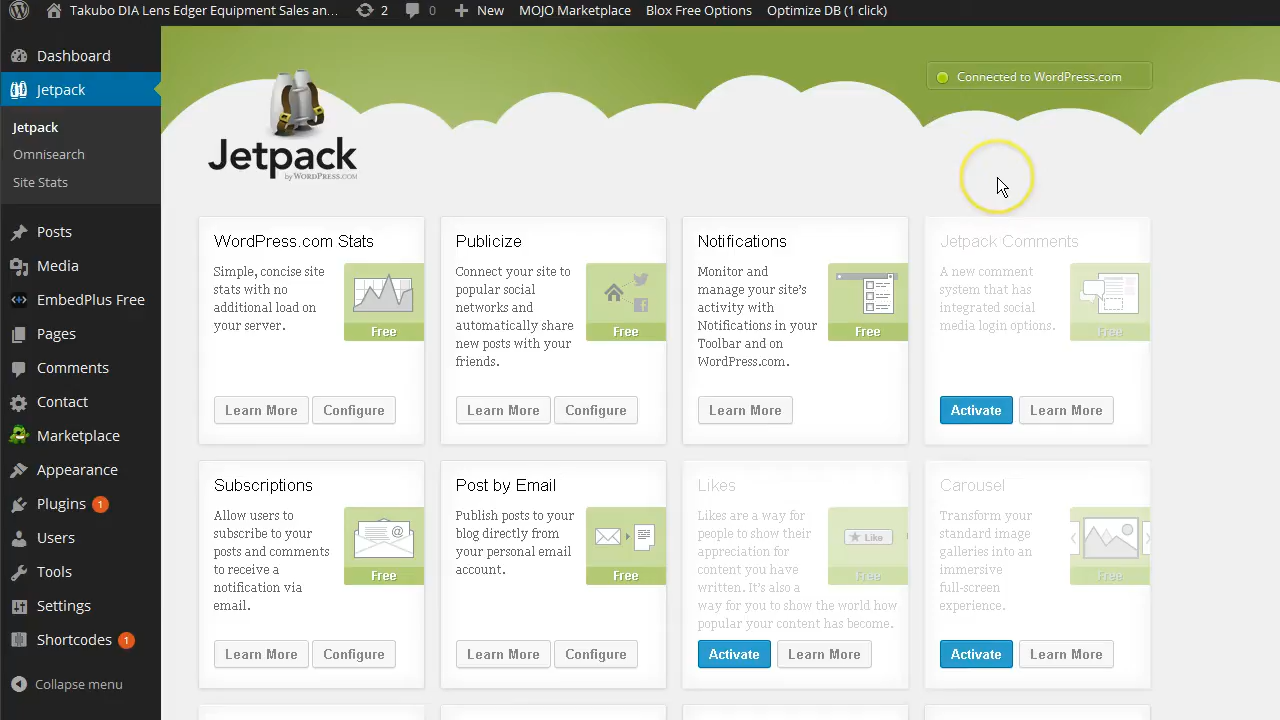 Takubo DIA Lens Edger Equipment Sales an...
2
0
New
MOJO Marketplace
Blox Free Options
Optimize DB (1 click)
Dashboard
Jetpack
Jetpack
Omnisearch
Site Stats
Posts
Media
EmbedPlus Free
Pages
Comments
Contact
Marketplace
Appearance
Plugins 1
Users
Tools
Settings
Shortcodes 1
Collapse menu
Connected to WordPress.com
Jetpack
by WORDPRESS.COM
WordPress.com Stats
Simple, concise site
stats with no
additional load on
your server.
Free
Learn More
Configure
Publicize
Connect your site to
popular social
networks and
automatically share
new posts with your
friends.
Free
Learn More
Configure
Notifications
Monitor and
manage your site's
activity with
Notifications in your
Toolbar and on
WordPress.com.
Free
Learn More
Jetpack Comments
A new comment
system that has
integrated social
media login options.
Free
Activate
Learn More
Subscriptions
Allow users to
subscribe to your
posts and comments
to receive a
notification via
email.
Free
Learn More
Configure
Post by Email
Publish posts to your
blog directly from
your personal email
account.
Free
Learn More
Configure
Likes
Likes are a way for
people to show their
appreciation for
content you have
written. It's also a
way for you to show the world how
popular your content has become.
Like
Free
Activate
Learn More
Carousel
Transform your
standard image
galleries into an
immersive
full-screen
experience.
Free
Activate
Learn More